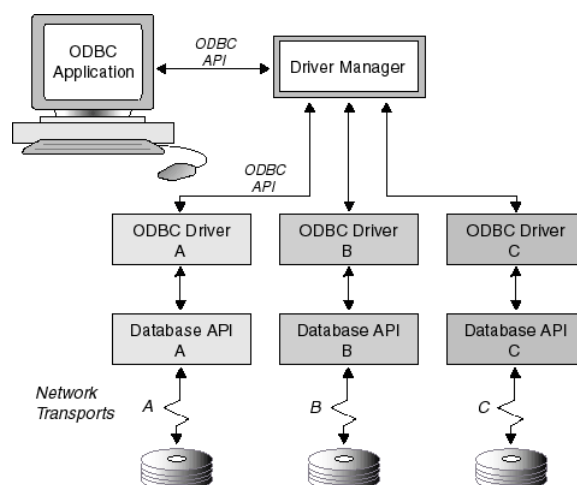 ODBC
Application
ODBC
API
Driver Manager
ODBC
API
ODBC Driver
A
ODBC Driver
B
ODBC Driver
C
Database API
A
Database API
B
Database API
C
Network
Transports
A
B
C